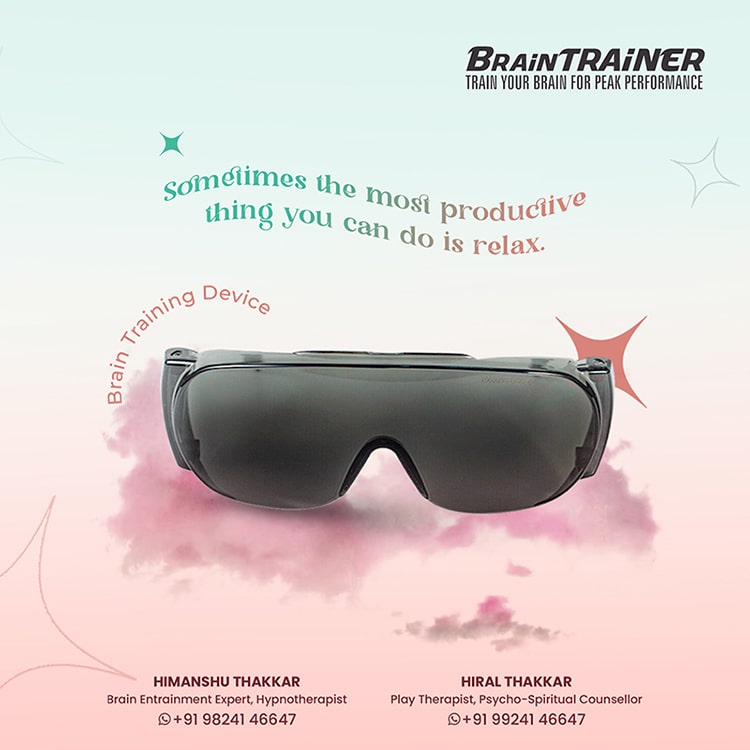 BRAINTRAINER
TRAIN YOUR BRAIN FOR PEAK PERFORMANCE
Sometimes the most productive
thing you can do is relax.
Brain Training Device
HIMANSHU THAKKAR
Brain Entrainment Expert, Hypnotherapist
+91 98241 46647
HIRAL THAKKAR
Play Therapist, Psycho-Spiritual Counsellor
+91 99241 46647